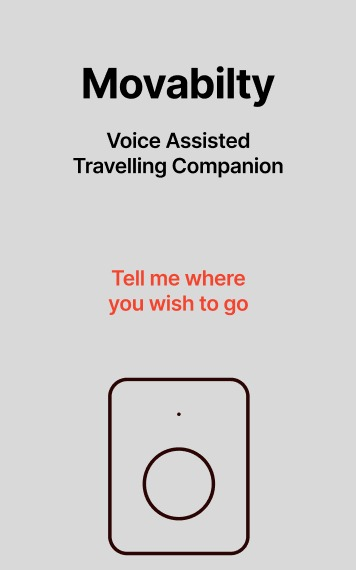 Movabilty
Voice Assisted
Travelling Companion
Tell me where
you wish to go